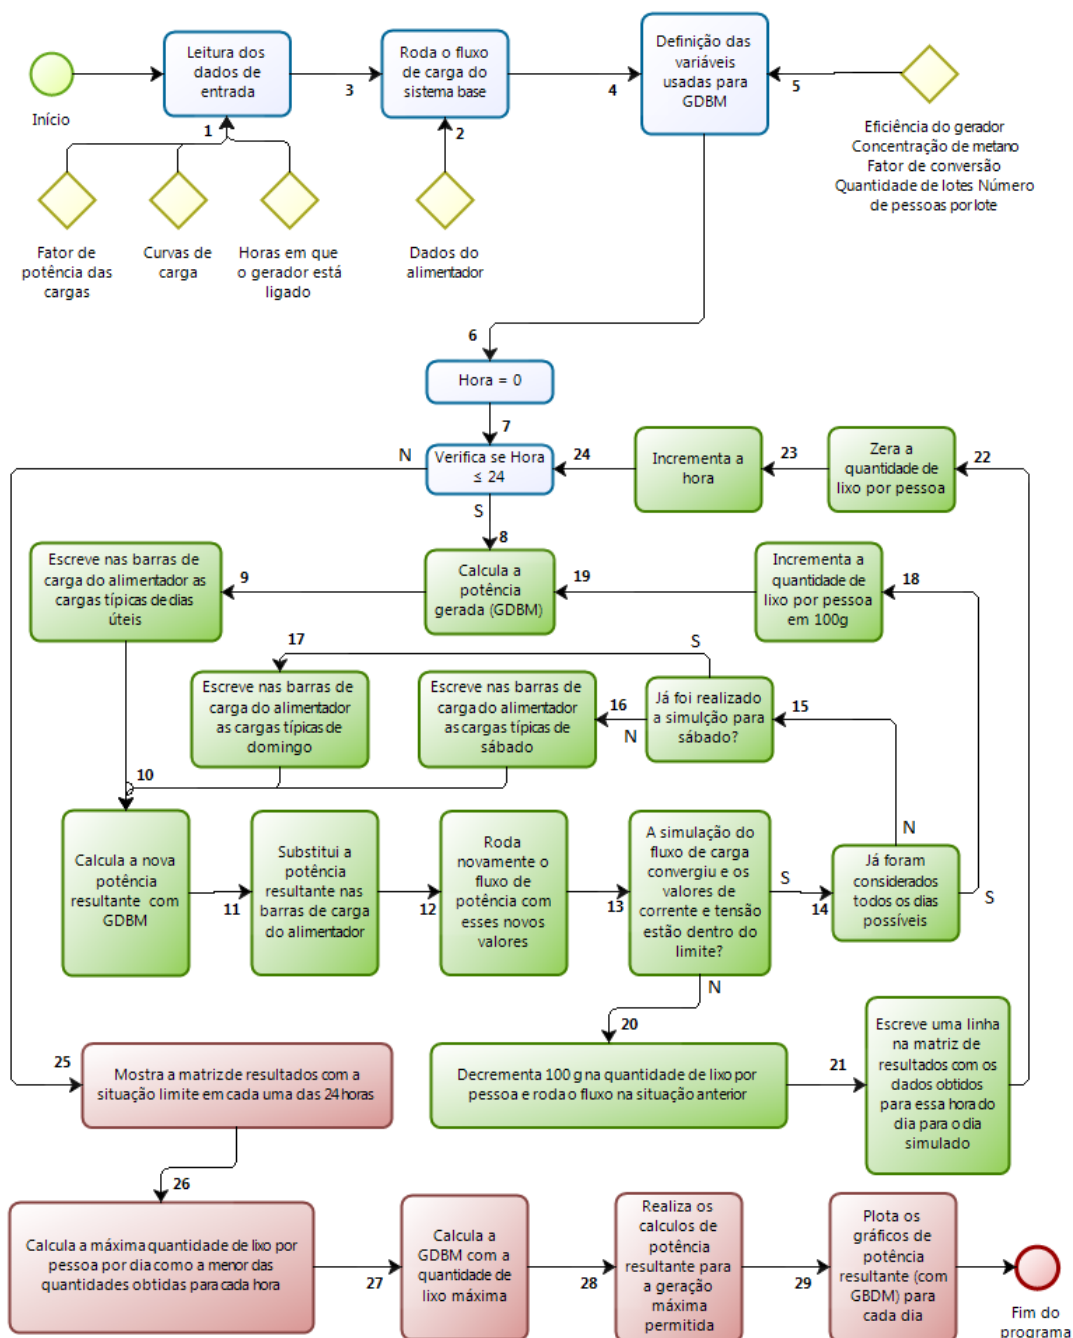 Início
Leitura dos
dados de
entrada
1
3
Roda o fluxo
de carga do
sistema base
2
4
Definição das
variáveis
usadas para
GDBM
5
Eficiência do gerador
Concentração de metano
Fator de conversão
Quantidade de lotes Número
de pessoas por lote
Fator de
potência das
cargas
Curvas de
carga
Horas em que
o gerador está
ligado
Dados do
alimentador
6
Hora = 0
7
N
Verifica se Hora
≤ 24
S
24
Incrementa a
hora
23
Zera a
quantidade de
lixo por pessoa
22
8
Escreve nas barras de
carga do alimentador as
cargas típicas de dias
úteis
9
Calcula a
potência
gerada (GDBM)
19
Incrementa a
quantidade de
lixo por pessoa
em 100g
18
17
S
Escreve nas barras de
carga do alimentador
as cargas típicas de
domingo
Escreve nas barras de
carga do alimentador
as cargas típicas de
sábado
16
N
Já foi realizado
a simulção para
sábado?
15
10
Calcula a nova
potência
resultante com
GDBM
11
Substitui a
potência
resultante nas
barras de carga
do alimentador
12
Roda
novamente o
fluxo de
potência com
esses novos
valores
13
A simulação do
fluxo de carga
convergiu e os
valores de
corrente e tensão
estão dentro do
limite?
S
14
N
Já foram
considerados
todos os dias
possíveis
S
N
20
Decrementa 100 g na quantidade de lixo por
pessoa e roda o fluxo na situação anterior
21
Escreve uma linha
na matriz de
resultados com os
dados obtidos
para essa hora do
dia para o dia
simulado
25
Mostra a matriz de resultados com a
situação limite em cada uma das 24 horas
26
Calcula a máxima quantidade de lixo por
pessoa por dia como a menor das
quantidades obtidas para cada hora
27
Calcula a
GDBM com a
quantidade de
lixo máxima
28
Realiza os
calculos de
potência
resultante para
a geração
máxima
permitida
29
Plota os
gráficos de
potência
resultante (com
GBDM) para
cada dia
Fim do
programa